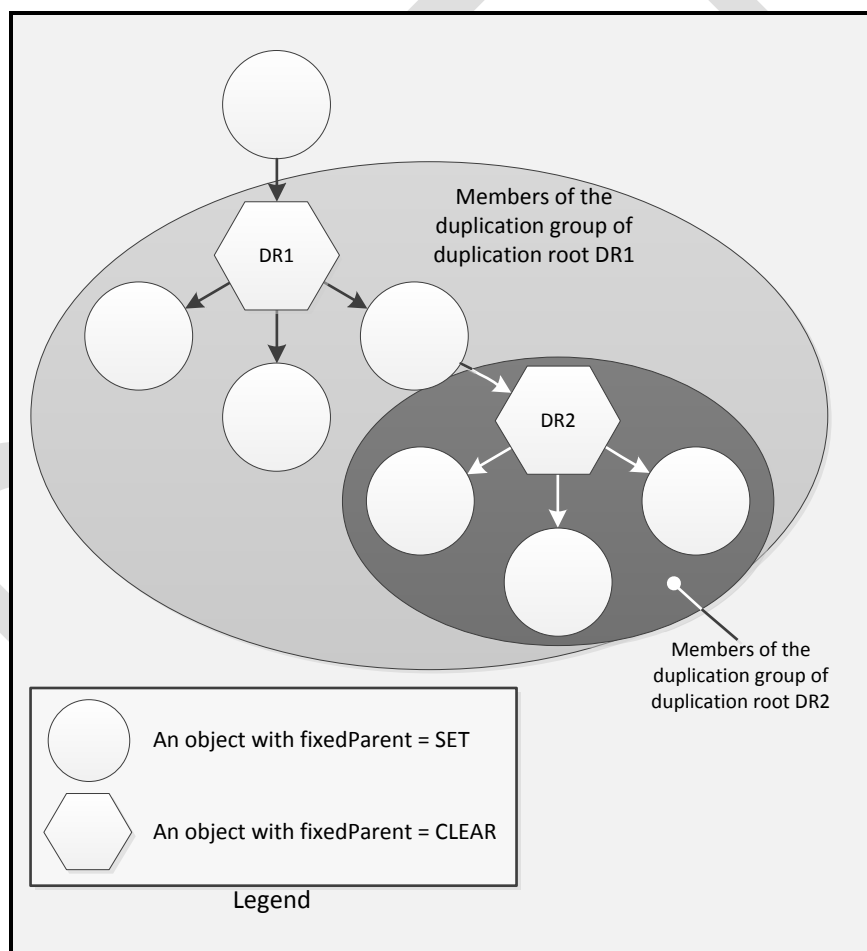 Members of the
duplication group of
duplication root DR1
DR1
DR2
Members of the
duplication group of
duplication root DR2
An object with fixedParent = SET
An object with fixedParent = CLEAR
Legend